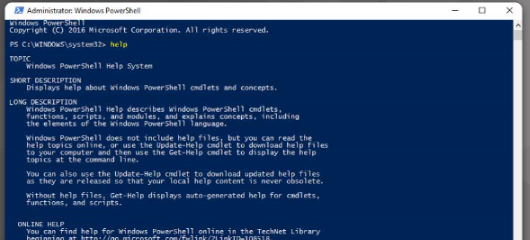 Administrator: Windows PowerShell
Windows PowerShell
Copyright (C) 2016 Microsoft Corporation. All rights reserved.
PS C:\WINDOWS\system32> help
TOPIC
Windows PowerShell Help System
SHORT DESCRIPTION
Displays help about Windows PowerShell cmdlets and concepts.
LONG DESCRIPTION
Windows PowerShell Help describes Windows PowerShell cmdlets,
functions, scripts, and modules, and explains concepts, including
the elements of the Windows PowerShell language.
Windows PowerShell does not include help files, but you can read the
help topics online, or use the Update-Help cmdlet to download help files
to your computer and then use the Get-Help cmdlet to display the help
topics at the command line.
You can also use the Update-Help cmdlet to download updated help files
as they are released so that your local help content is never obsolete.
Without help files, Get-Help displays auto-generated help for cmdlets,
functions, and scripts.
ONLINE HELP
You can find help for Windows PowerShell online in the TechNet Library
beginning at http://go.microsoft.com/fwlink/?LinkID=108518